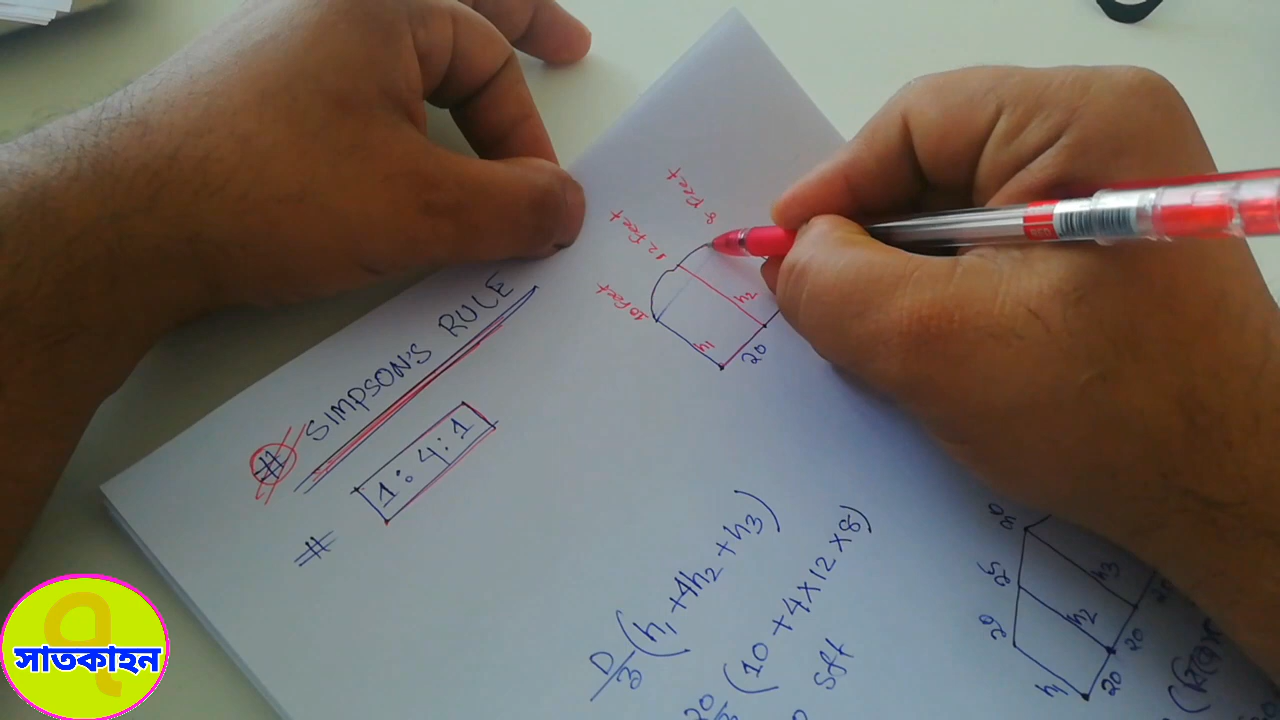 # SIMPSON'S RULE
1:4:1
#
8 Feet
12 Feet
10 Feet
h1
h2
20
D/3 (h1 + 4h2 + h3)
20/3 (10 + 4×12×8)
sft
30
25
20
h1
h2
h3
20
20
সাতকাহন